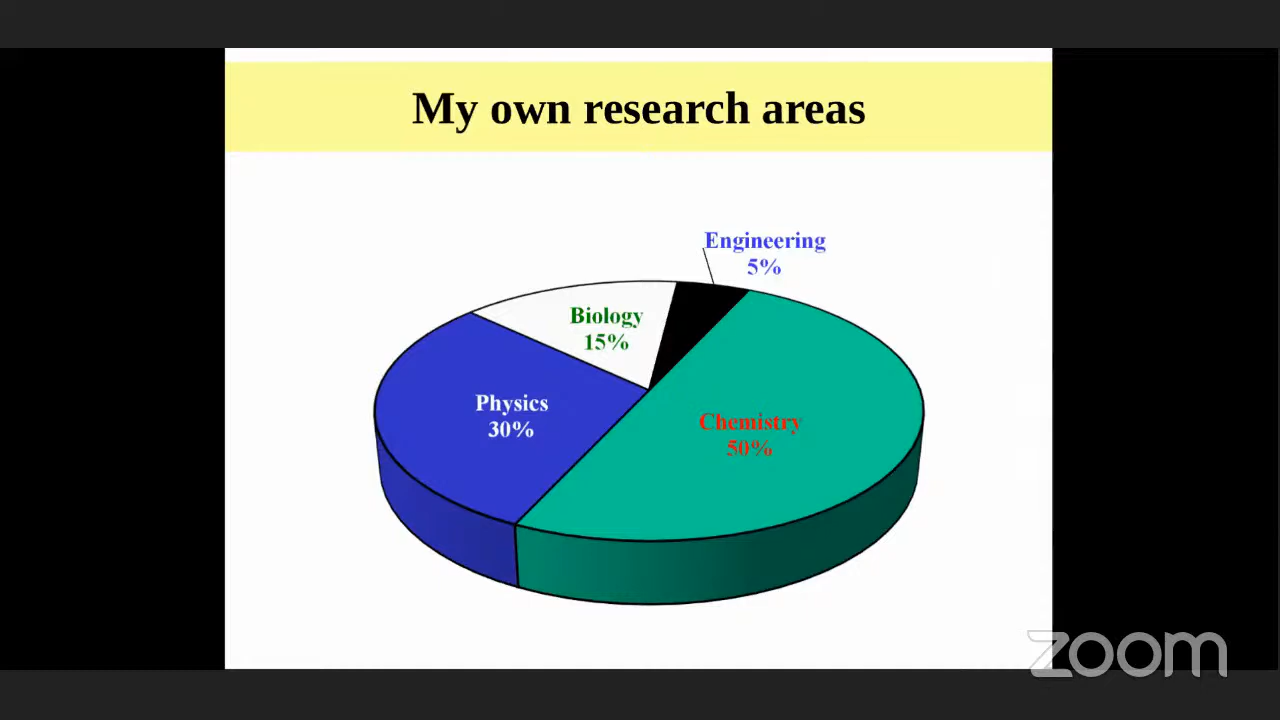 My own research areas
Engineering
5%
Biology
15%
Physics
30%
Chemistry
50%
zoom